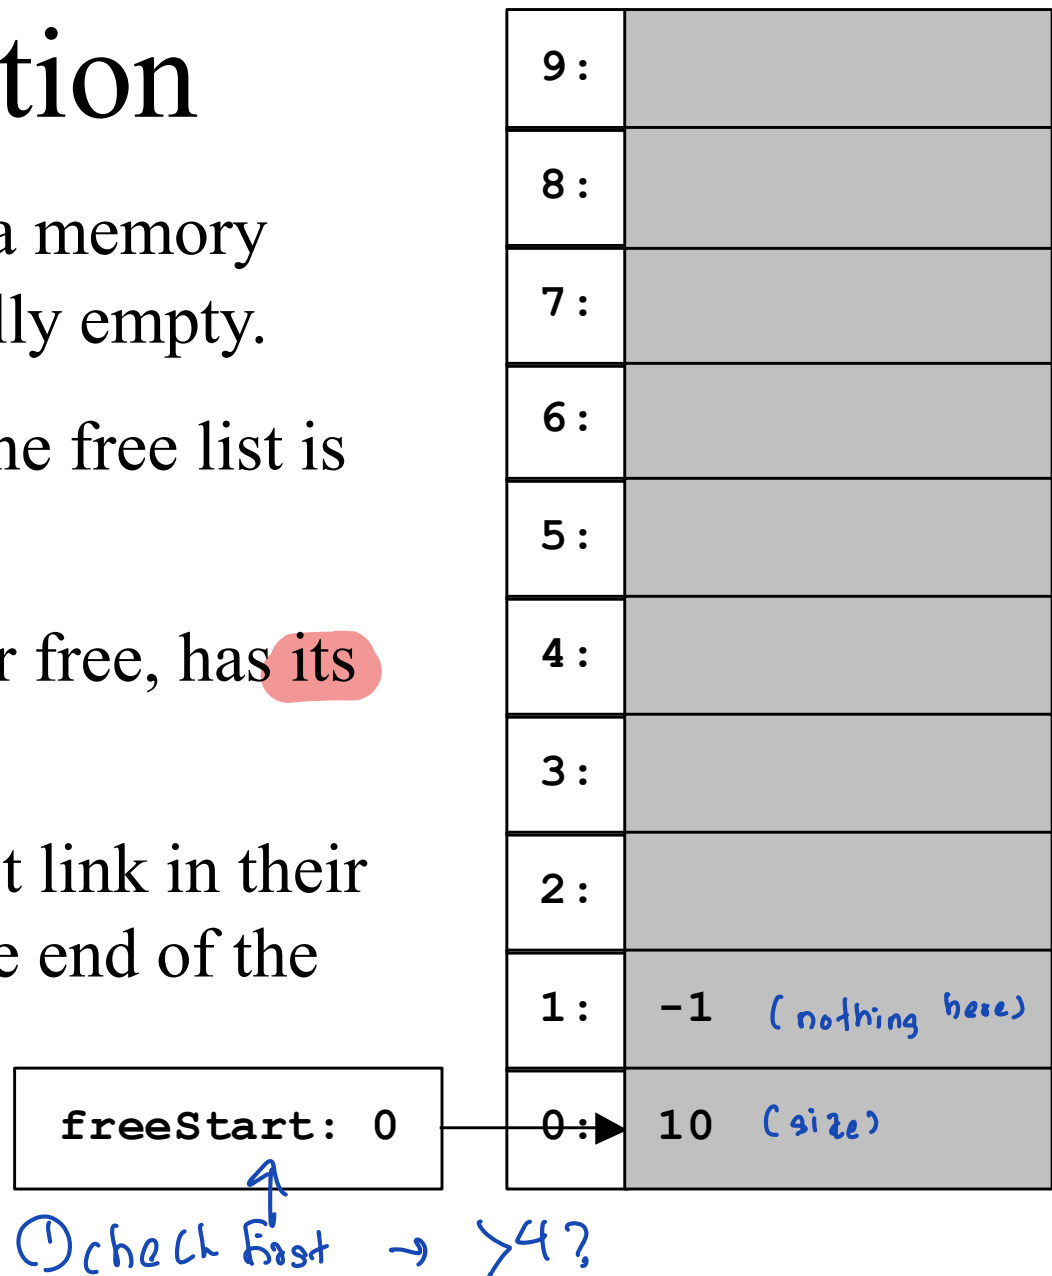 tion
a memory
lly empty.
ne free list is
r free, has its
t link in their
e end of the
9:
8:
7:
6:
5:
4:
3:
2:
1: -1 (nothing here)
freeStart: 0 0: 10 (size)
① check first → >4?